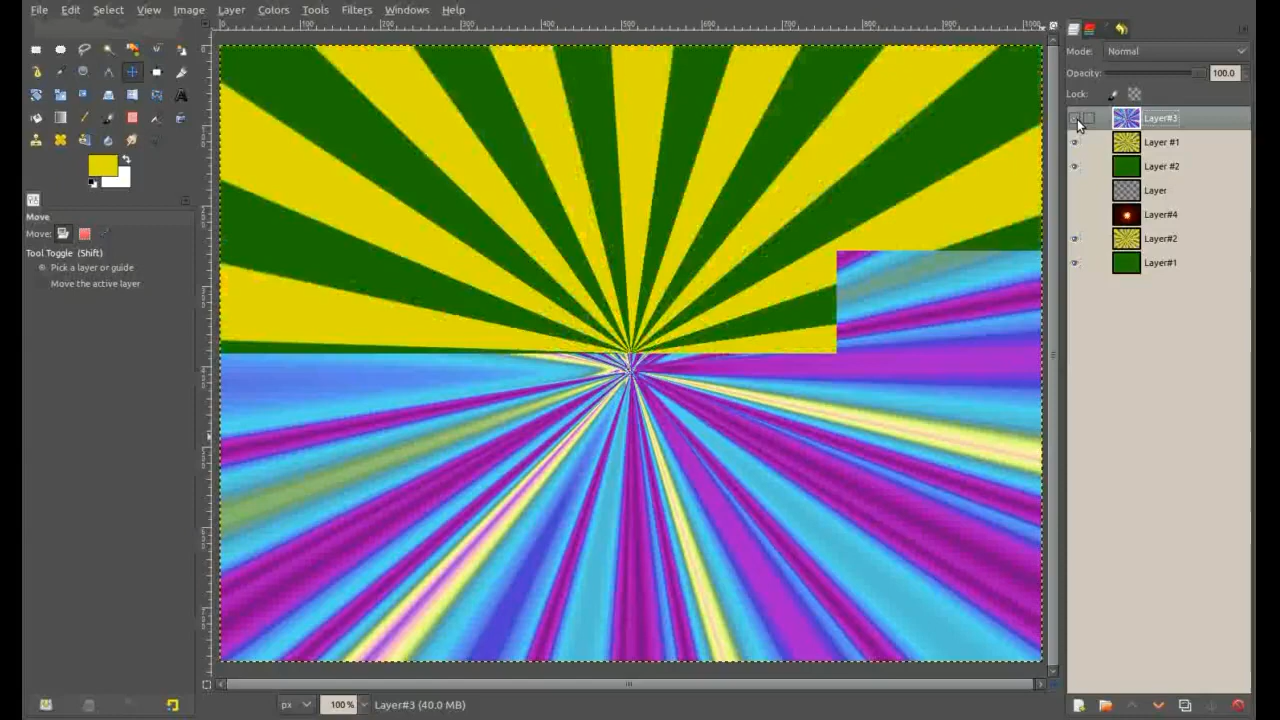 File Edit Select View Image Layer Colors Tools Filters Windows Help
Mode: Normal
Opacity: 100.0
Lock:
Layer#3
Layer #1
Layer #2
Layer
Layer#4
Layer#2
Layer#1
Move
Move:
Tool Toggle (Shift)
Pick a layer or guide
Move the active layer
px 100% Layer#3 (40.0 MB)